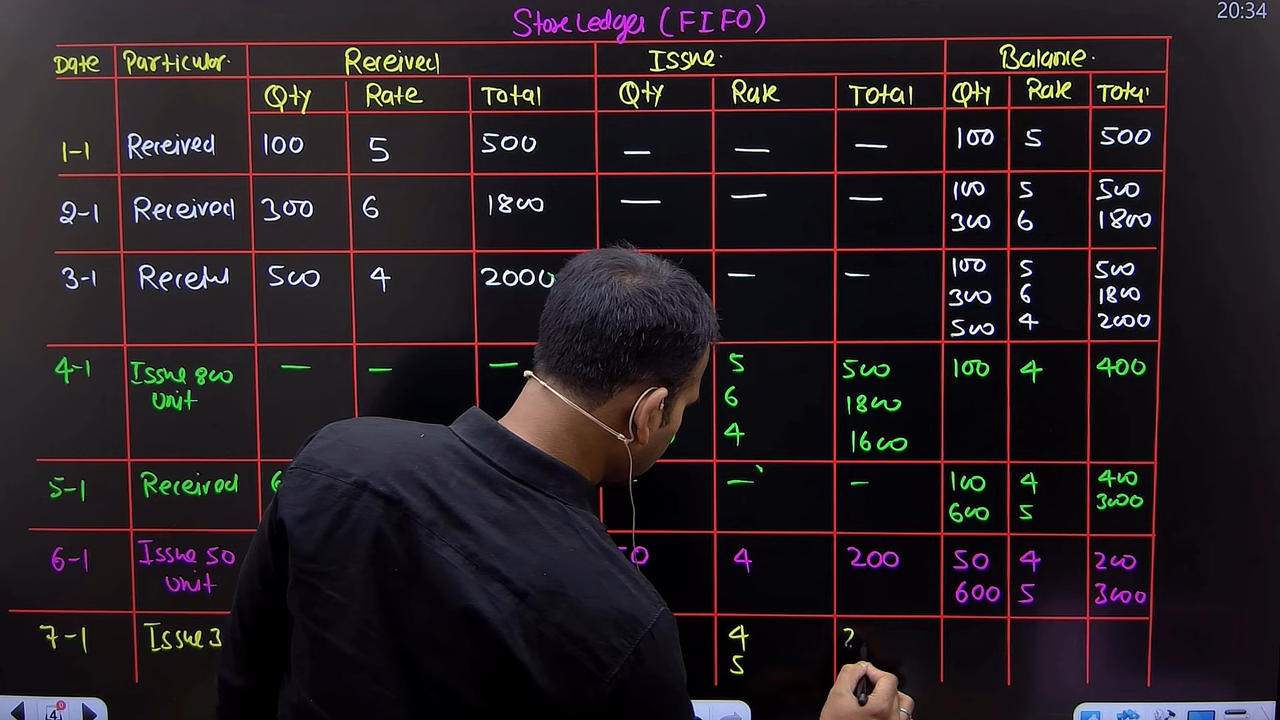 20:34
Store Ledger (FIFO)
Date Particular. Received Issue. Balance.
Qty Rate Total Qty Rate Total Qty Rate Total
1-1 Received 100 5 500 — — — 100 5 500
2-1 Received 300 6 1800 — — — 100 5 500
300 6 1800
3-1 500 4 2000 — — 100 5 500
300 6 1800
500 4 2000
4-1 Issue 800 — — — 5 500 100 4 400
unit 6 1800
4 1600
5-1 Received — — 100 4 400
600 5 3000
6-1 Issue 50 50 4 200 50 4 200
unit 600 5 3000
7-1 Issue 3 4
5
4